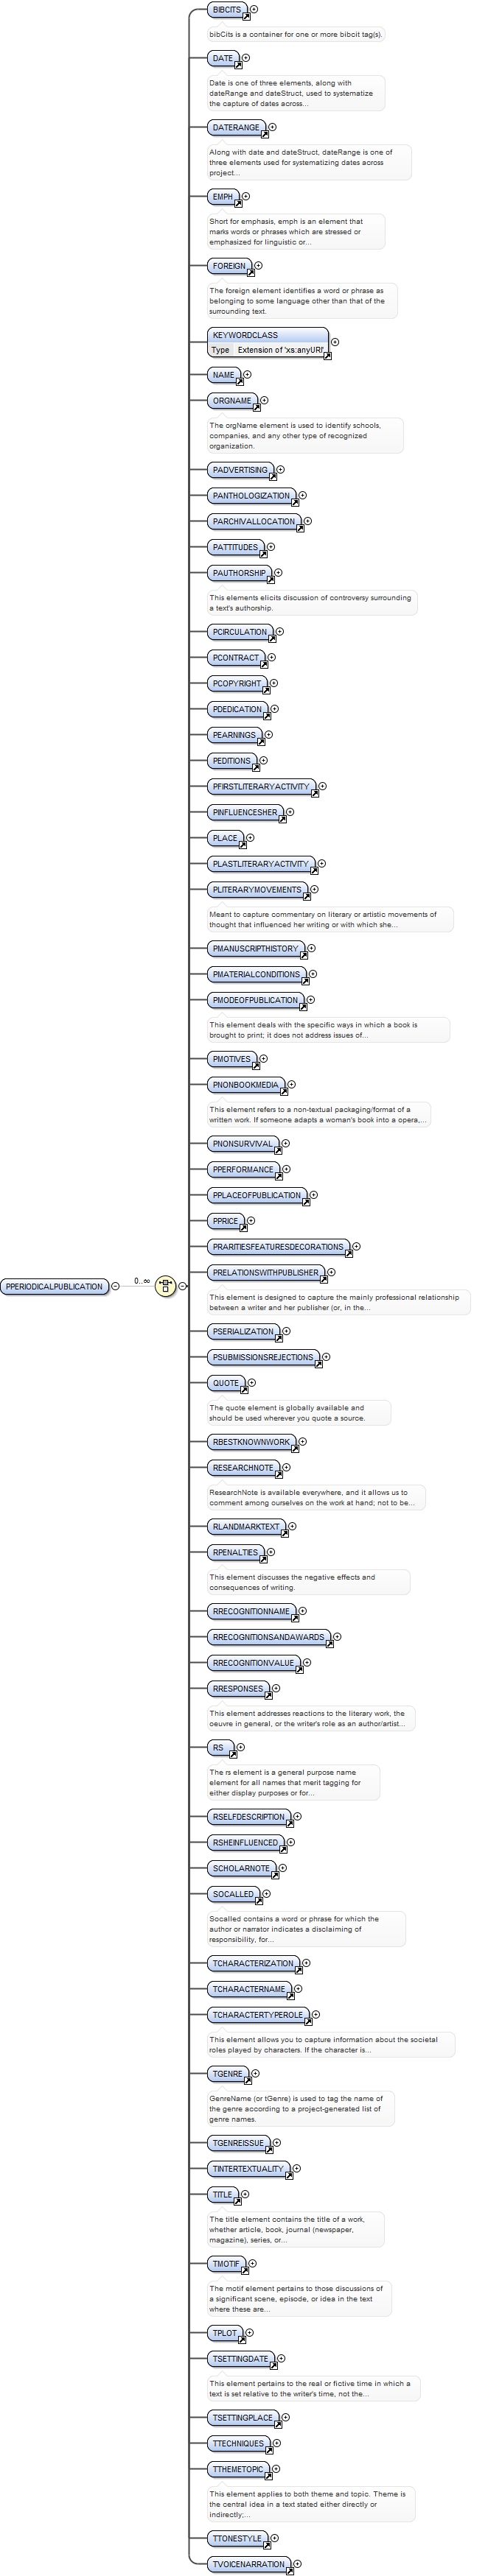 BIBCITS
bibCits is a container for one or more bibcit tag(s).
DATE
Date is one of three elements, along with
dateRange and dateStruct, used to systematize
the capture of dates across...
DATERANGE
Along with date and dateStruct, dateRange is one of
three elements used for systematizing dates across
project...
EMPH
Short for emphasis, emph is an element that
marks words or phrases which are stressed or
emphasized for linguistic or...
FOREIGN
The foreign element identifies a word or phrase as
belonging to some language other than that of the
surrounding text.
KEYWORDCLASS
Type Extension of 'xs:anyURI'
NAME
ORGNAME
The orgName element is used to identify schools,
companies, and any other type of recognized
organization.
PADVERTISING
PANTHOLOGIZATION
PARCHIVALLOCATION
PATTITUDES
PAUTHORSHIP
This elements elicits discussion of controversy surrounding
a text's authorship.
PCIRCULATION
PCONTRACT
PCOPYRIGHT
PDEDICATION
PEARNINGS
PEDITIONS
PFIRSTLITERARYACTIVITY
PINFLUENCESHER
PLACE
PLASTLITERARYACTIVITY
PLITERARYMOVEMENTS
Meant to capture commentary on literary or artistic movements of
thought that influenced her writing or with which she...
PMANUSCRIPTHISTORY
PMATERIALCONDITIONS
PMODEOFPUBLICATION
This element deals with the specific ways in which a book is
brought to print; it does not address issues of...
PMOTIVES
PNONBOOKMEDIA
This element refers to a non-textual packaging/format of a
written work. If someone adapts a woman's book into a opera,...
PNONSURVIVAL
PPERFORMANCE
PPLACEOFPUBLICATION
PPRICE
PRARITIESFEATURESDECORATIONS
PRELATIONSWITHPUBLISHER
PPERIODICALPUBLICATION
0..∞
This element is designed to capture the mainly professional relationship
between a writer and her publisher (or, in the...
PSERIALIZATION
PSUBMISSIONSREJECTIONS
QUOTE
The quote element is globally available and
should be used wherever you quote a source.
RBESTKNOWNWORK
RESEARCHNOTE
ResearchNote is available everywhere, and it allows us to
comment among ourselves on the work at hand; not to be...
RLANDMARKTEXT
RPENALTIES
This element discusses the negative effects and
consequences of writing.
RRECOGNITIONNAME
RRECOGNITIONSANDAWARDS
RRECOGNITIONVALUE
RRESPONSES
This element addresses reactions to the literary work, the
oeuvre in general, or the writer's role as an author/artist...
RS
The rs element is a general purpose name
element for all names that merit tagging for
either display purposes or for...
RSELFDESCRIPTION
RSHEINFLUENCED
SCHOLARNOTE
SOCALLED
Socalled contains a word or phrase for which the
author or narrator indicates a disclaiming of
responsibility, for...
TCHARACTERIZATION
TCHARACTERNAME
TCHARACTERTYPEROLE
This element allows you to capture information about the societal
roles played by characters. If the character is...
TGENRE
GenreName (or tGenre) is used to tag the name of
the genre according to a project-generated list of
genre names.
TGENREISSUE
TINTERTEXTUALITY
TITLE
The title element contains the title of a work,
whether article, book, journal (newspaper,
magazine), series, or...
TMOTIF
The motif element pertains to those discussions of
a significant scene, episode, or idea in the text
where these are...
TPLOT
TSETTINGDATE
This element pertains to the real or fictive time in which a
text is set relative to the writer's time, not the...
TSETTINGPLACE
TTECHNIQUES
TTHEMETOPIC
This element applies to both theme and topic. Theme is
the central idea in a text stated either directly or
indirectly;...
TTONESTYLE
TVOICENARRATION